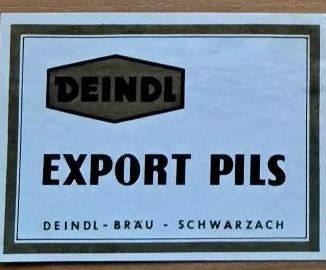 DEINDL
EXPORT PILS
DEINDL-BRÄU - SCHWARZACH